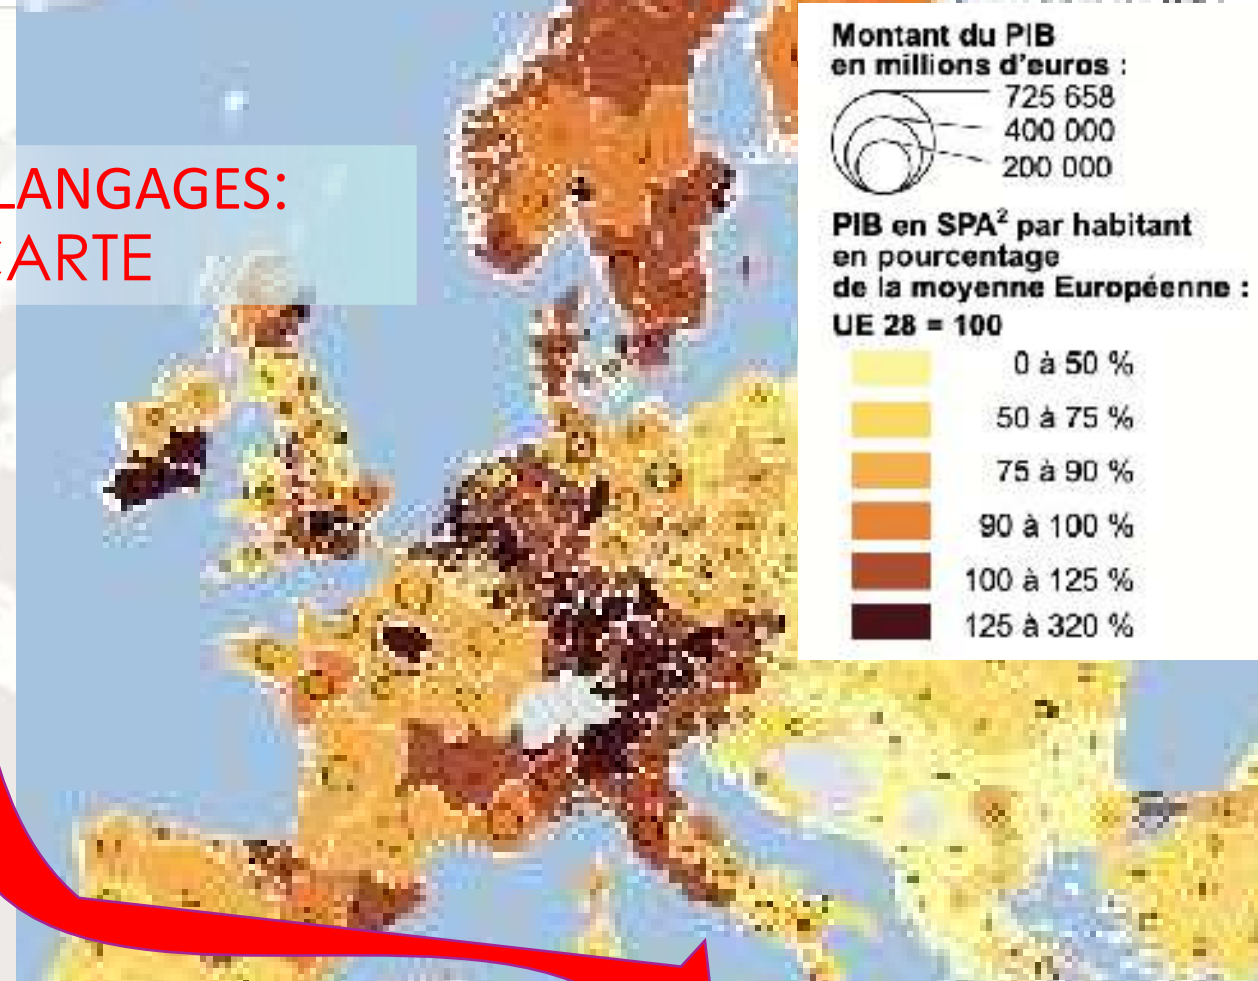 LANGAGES:
CARTE
Montant du PIB
en millions d'euros :
725 658
400 000
200 000
PIB en SPA² par habitant
en pourcentage
de la moyenne Européenne :
UE 28 = 100
0 à 50 %
50 à 75 %
75 à 90 %
90 à 100 %
100 à 125 %
125 à 320 %